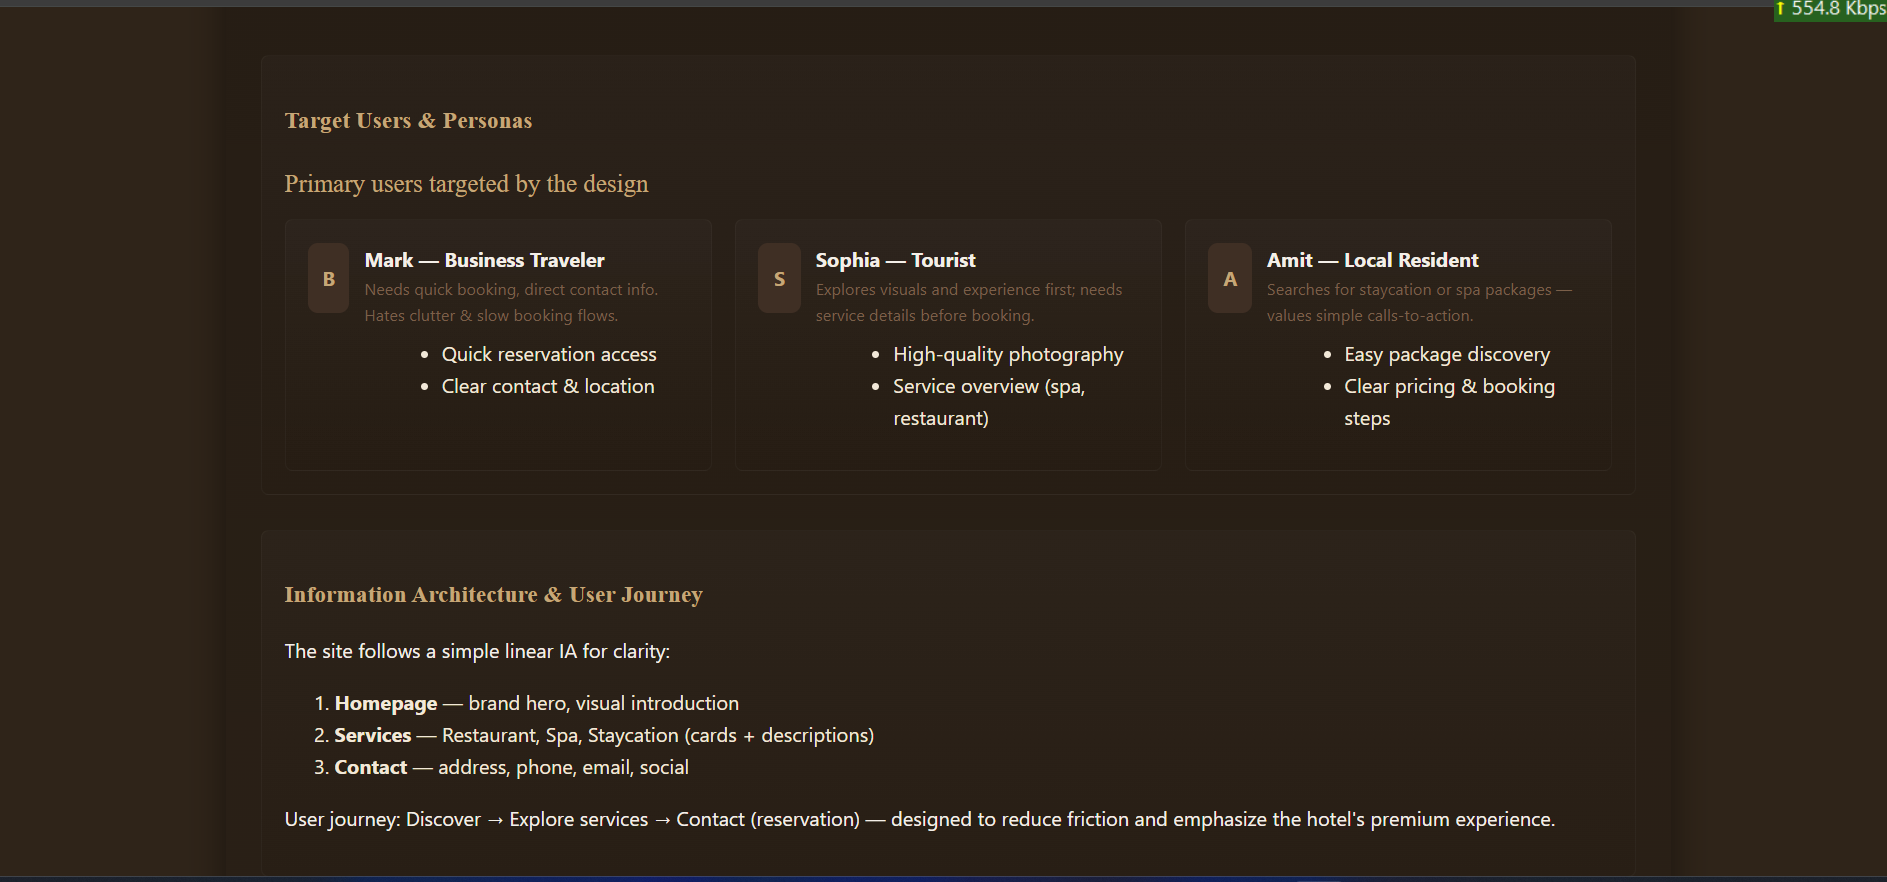 ↑ 554.8 Kbps
Target Users & Personas
Primary users targeted by the design
B
Mark — Business Traveler
Needs quick booking, direct contact info.
Hates clutter & slow booking flows.
• Quick reservation access
• Clear contact & location
S
Sophia — Tourist
Explores visuals and experience first; needs
service details before booking.
• High-quality photography
• Service overview (spa,
restaurant)
A
Amit — Local Resident
Searches for staycation or spa packages —
values simple calls-to-action.
• Easy package discovery
• Clear pricing & booking
steps
Information Architecture & User Journey
The site follows a simple linear IA for clarity:
1. Homepage — brand hero, visual introduction
2. Services — Restaurant, Spa, Staycation (cards + descriptions)
3. Contact — address, phone, email, social
User journey: Discover → Explore services → Contact (reservation) — designed to reduce friction and emphasize the hotel's premium experience.